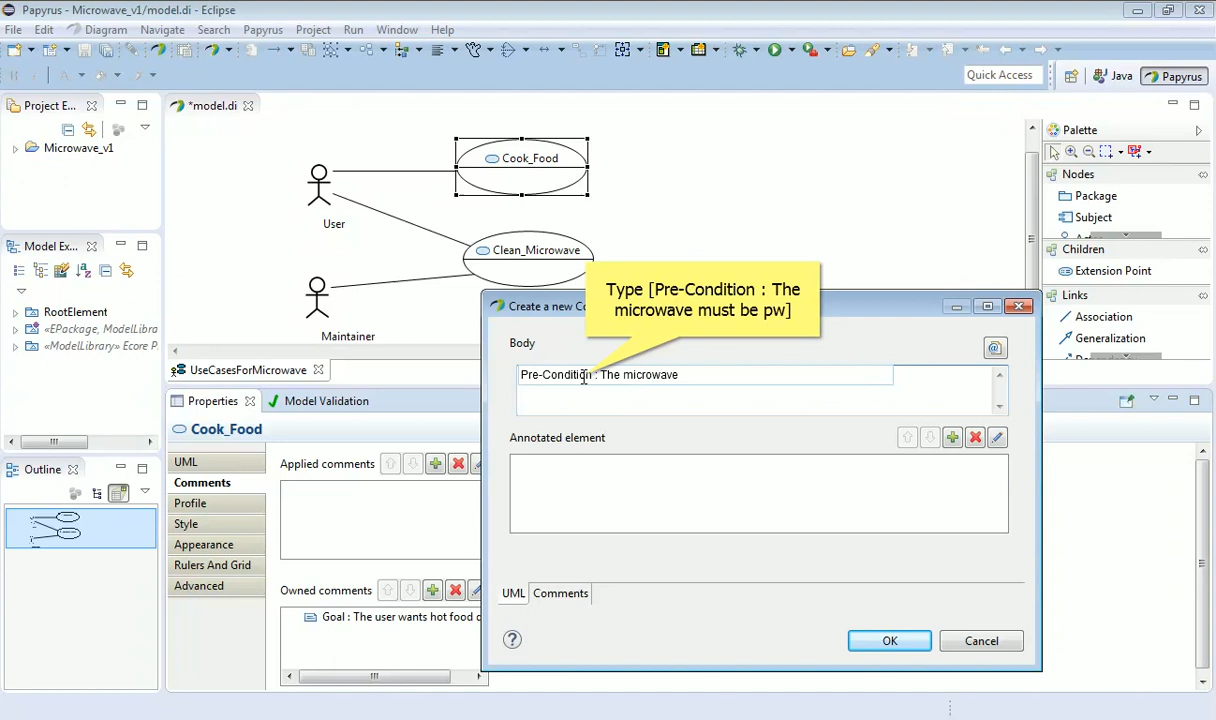 Papyrus - Microwave_v1/model.di - Eclipse
File Edit Diagram Navigate Search Papyrus Project Run Window Help
Quick Access
Java
Papyrus
Project E...
*model.di
Microwave_v1
Cook_Food
User
Clean_Microwave
Maintainer
Palette
Nodes
Package
Subject
Children
Extension Point
Links
Association
Generalization
Model Ex...
RootElement
«EPackage, ModelLibra
«ModelLibrary» Ecore P
UseCasesForMicrowave
Type [Pre-Condition : The
microwave must be pw]
Create a new Co
Body
Pre-Condition : The microwave
Annotated element
UML Comments
OK Cancel
Properties
Model Validation
Cook_Food
UML
Comments
Profile
Style
Appearance
Rulers And Grid
Advanced
Applied comments
Owned comments
Goal : The user wants hot food
Outline